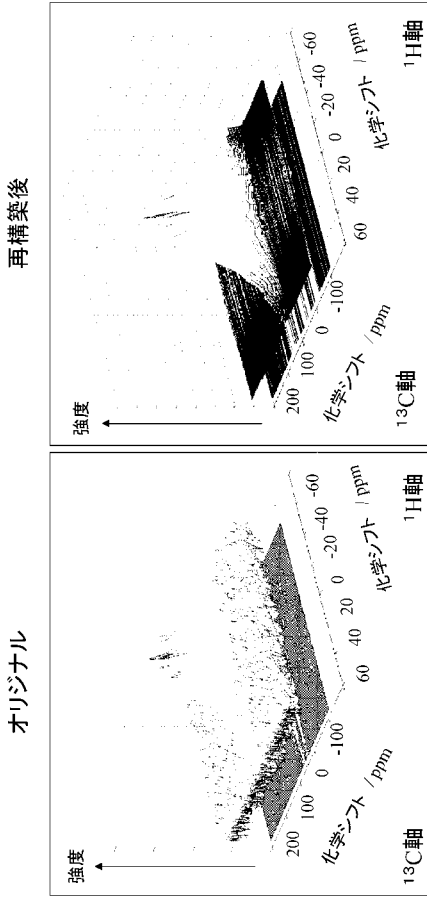 オリジナル
強度
200
100
0
-100
化学シフト / ppm
¹³C軸
60
40
20
0
-20
-40
-60
化学シフト / ppm
¹H軸
再構築後
強度
200
100
0
-100
化学シフト / ppm
¹³C軸
60
40
20
0
-20
-40
-60
化学シフト / ppm
¹H軸